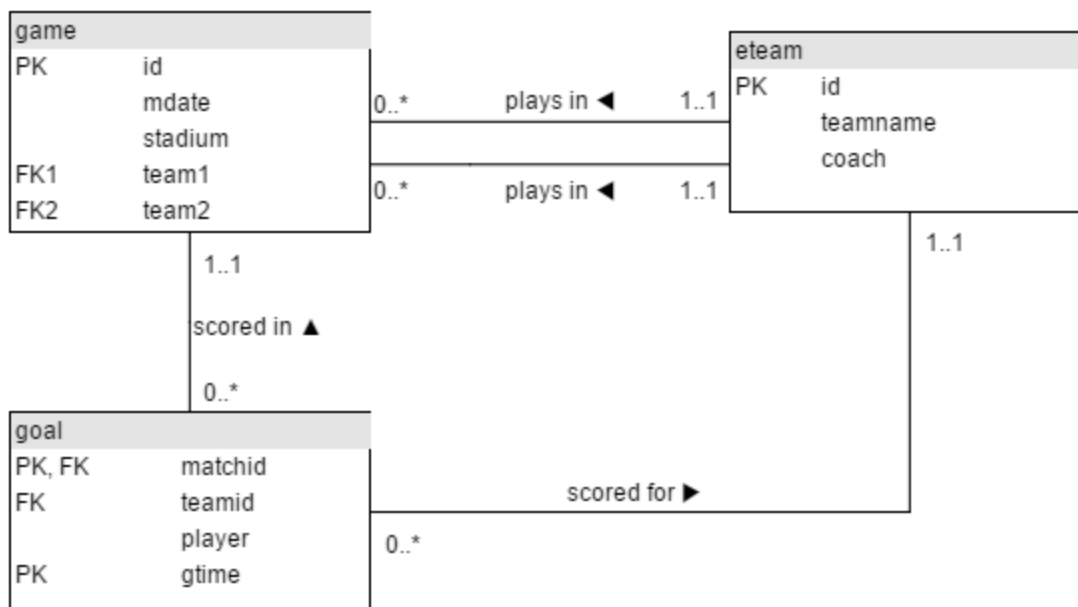 game
PK id
mdate
stadium
FK1 team1
FK2 team2
eteam
PK id
teamname
coach
0..* plays in ◀ 1..1
0..* plays in ◀ 1..1
1..1
scored in ▲
0..*
1..1
goal
PK, FK matchid
FK teamid
player
PK gtime
scored for ▶
0..*